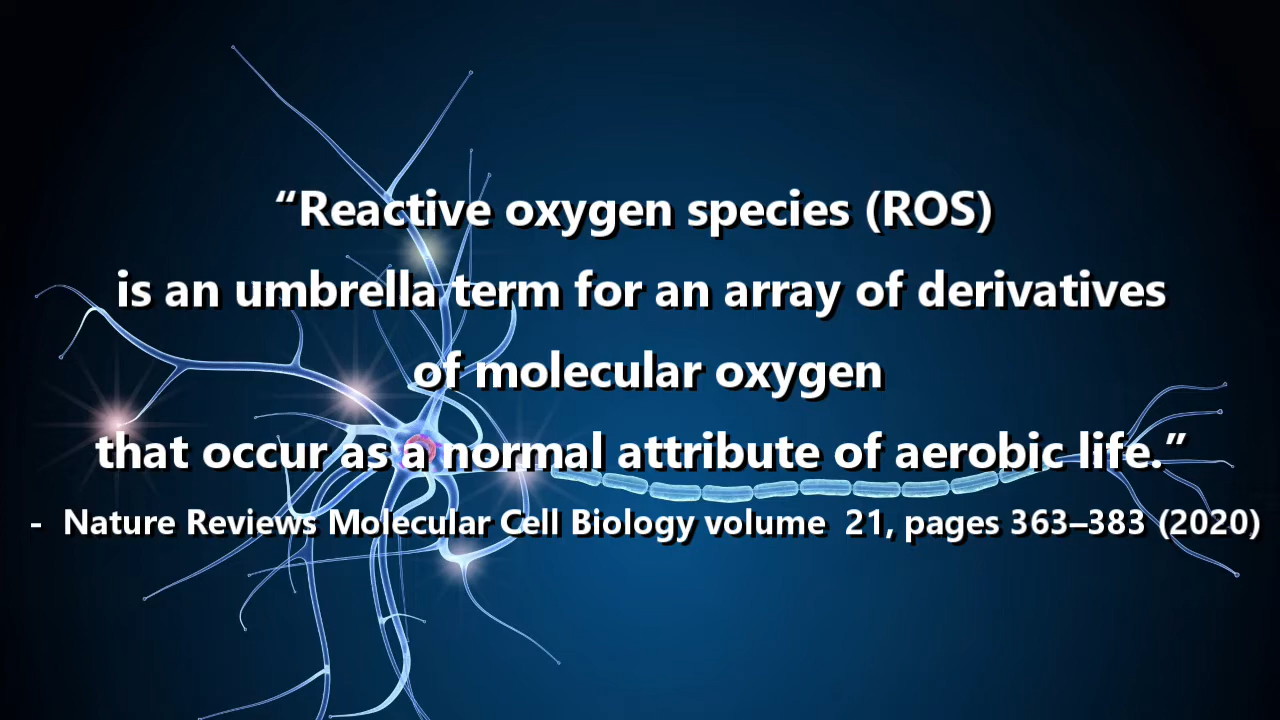 “Reactive oxygen species (ROS)
is an umbrella term for an array of derivatives
of molecular oxygen
that occur as a normal attribute of aerobic life.”
- Nature Reviews Molecular Cell Biology volume 21, pages 363–383 (2020)